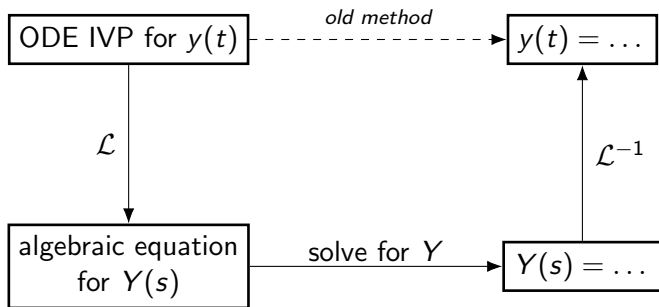 old method
ODE IVP for y(t)
y(t) = ...
ℒ
ℒ⁻¹
algebraic equation
for Y(s)
solve for Y
Y(s) = ...